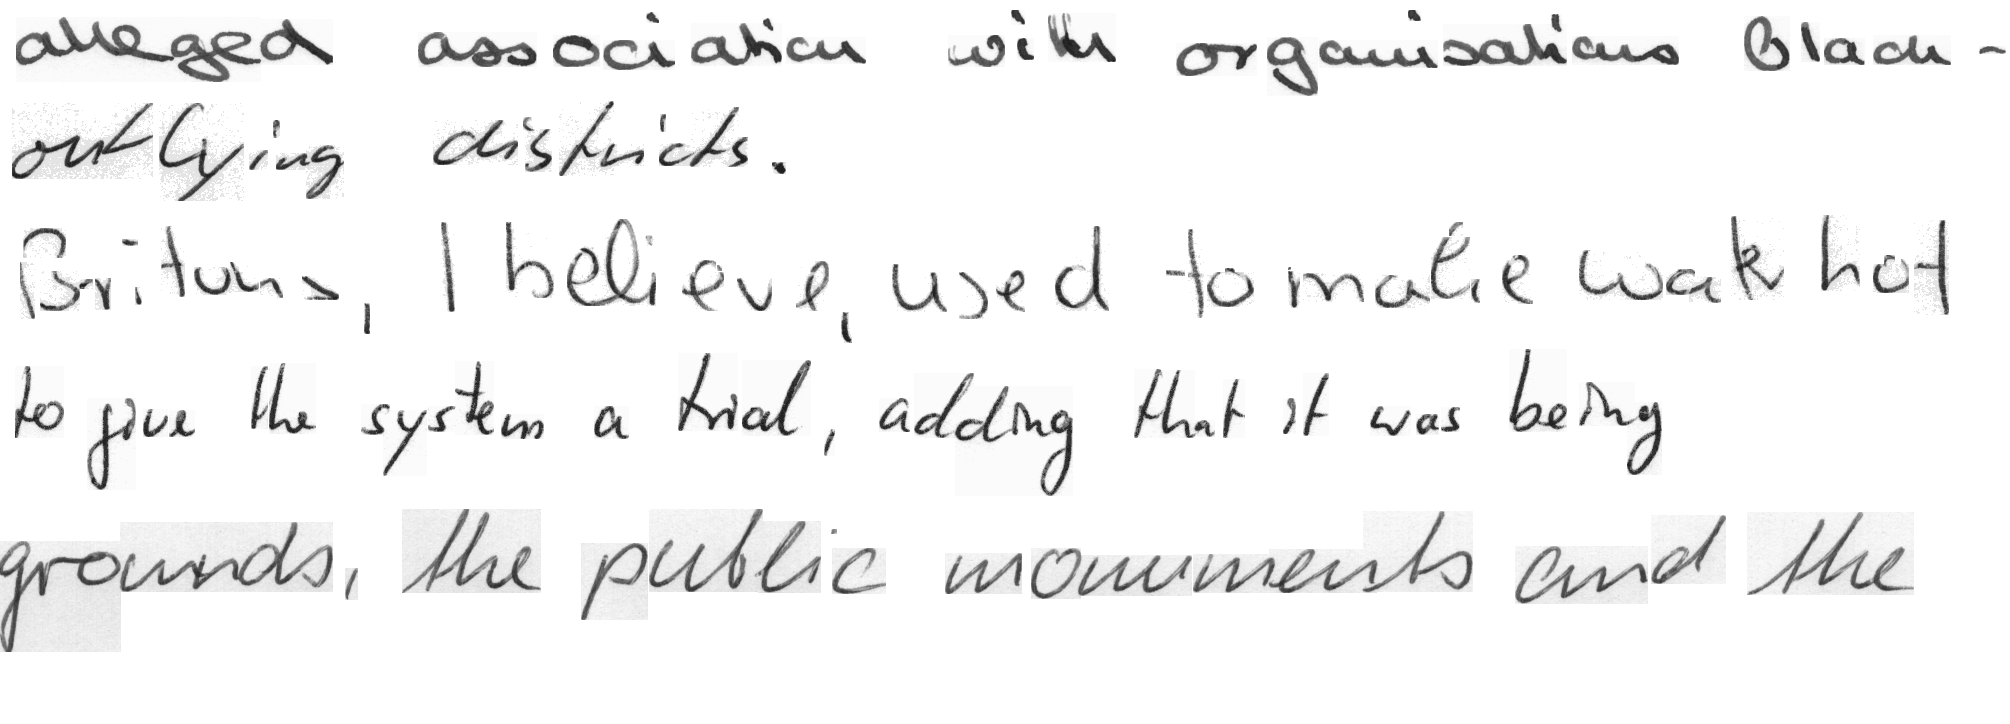 alleged association with organisations black-
outlying districts.
Britons, I believe, used to make water hot
to give the system a trial, adding that it was being
grounds, the public monuments and the